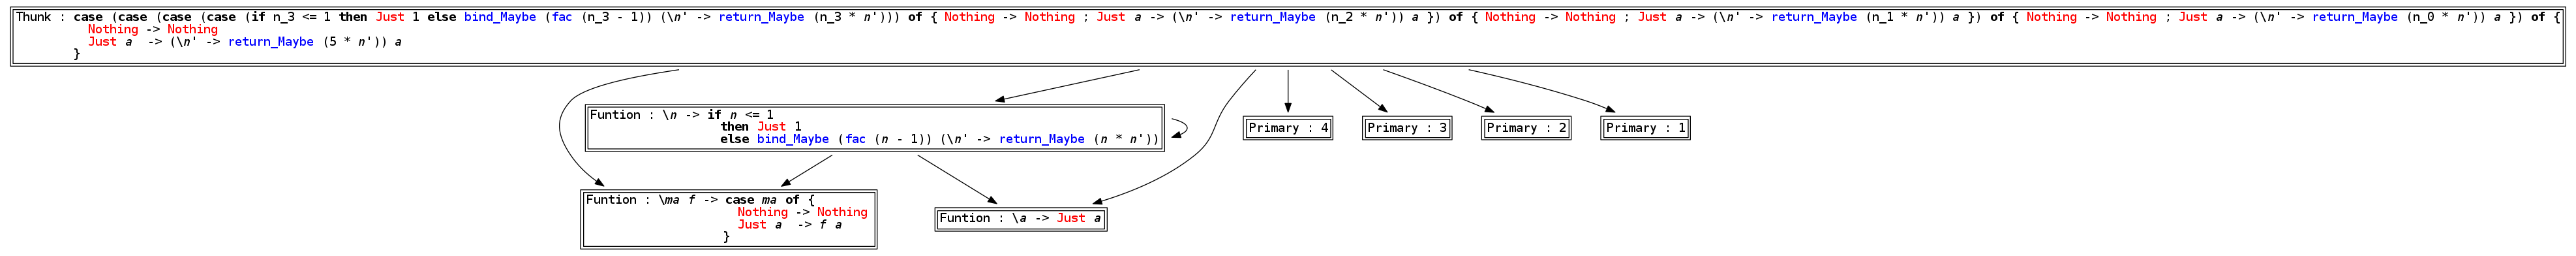 Thunk : case (case (case (case (if n_3 <= 1 then Just 1 else bind_Maybe (fac (n_3 - 1)) (\n' -> return_Maybe (n_3 * n'))) of { Nothing -> Nothing ; Just a -> (\n' -> return_Maybe (n_2 * n')) a }) of { Nothing -> Nothing ; Just a -> (\n' -> return_Maybe (n_1 * n')) a }) of { Nothing -> Nothing ; Just a -> (\n' -> return_Maybe (n_0 * n')) a }) of {
Nothing -> Nothing
Just a  -> (\n' -> return_Maybe (5 * n')) a
}
Funtion : \n -> if n <= 1
then Just 1
else bind_Maybe (fac (n - 1)) (\n' -> return_Maybe (n * n'))
Primary : 4
Primary : 3
Primary : 2
Primary : 1
Funtion : \ma f -> case ma of {
Nothing -> Nothing
Just a  -> f a
}
Funtion : \a -> Just a